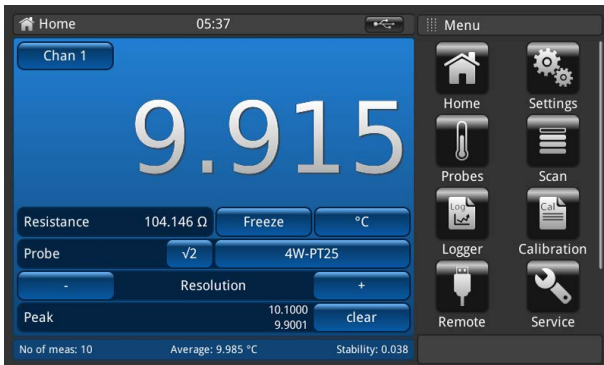 Home 05:37
Chan 1
9.915
Resistance 104.146 Ω Freeze °C
Probe √2 4W-PT25
- Resolution +
Peak 10.1000 clear
9.9001
No of meas: 10 Average: 9.985 °C Stability: 0.038
Menu
Home Settings
Probes Scan
Log Cal
Logger Calibration
Remote Service